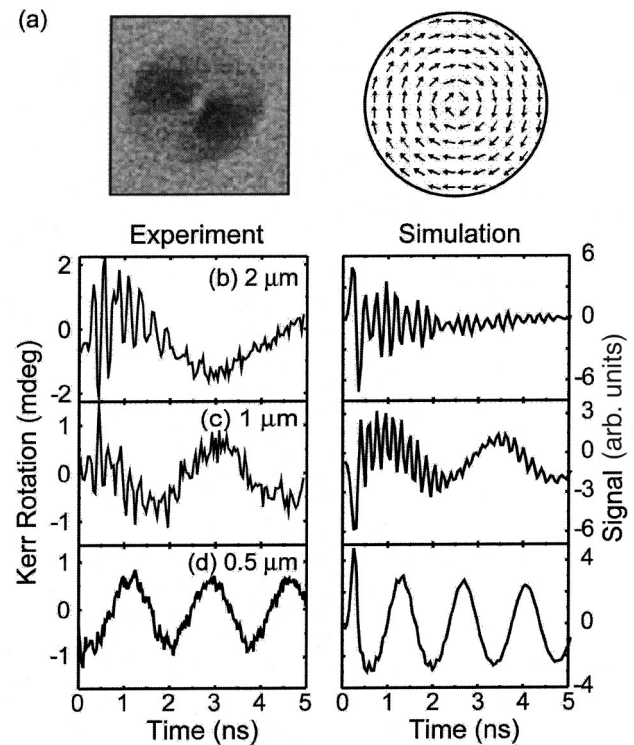 (a)
Experiment
Simulation
(b) 2 μm
(c) 1 μm
(d) 0.5 μm
Kerr Rotation (mdeg)
2
0
-2
1
0
-1
1
0
-1
0 1 2 3 4 5
Time (ns)
6
0
-6
3
0
-3
-6
4
0
-4
Signal (arb. units)
0 1 2 3 4 5
Time (ns)